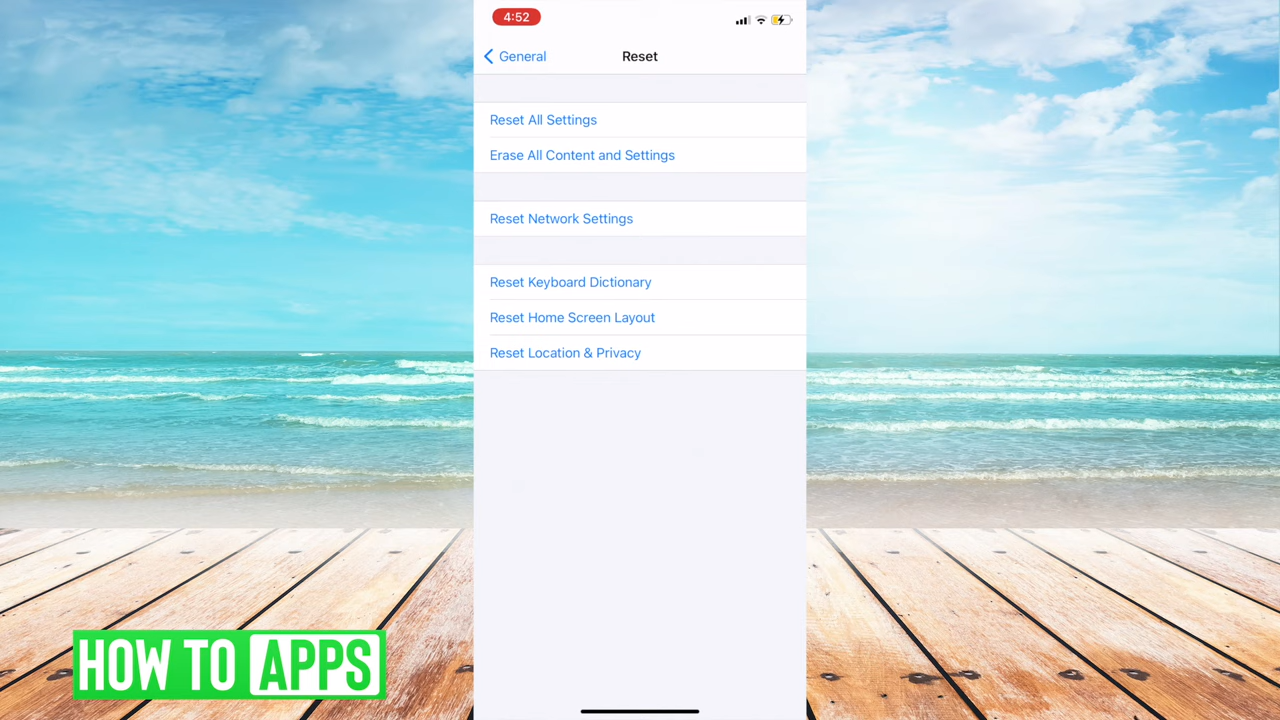 4:52
General
Reset
Reset All Settings
Erase All Content and Settings
Reset Network Settings
Reset Keyboard Dictionary
Reset Home Screen Layout
Reset Location & Privacy
HOW TO APPS